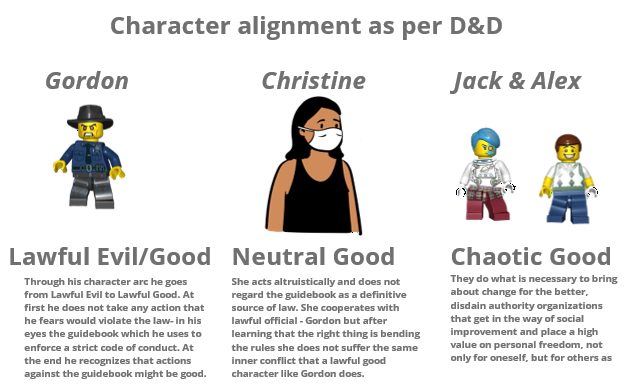 Character alignment as per D&D
Gordon
Christine
Jack & Alex
Lawful Evil/Good
Through his character arc he goes
from Lawful Evil to Lawful Good. At
first he does not take any action that
he fears would violate the law- in his
eyes the guidebook which he uses to
enforce a strict code of conduct. At
the end he recognizes that actions
against the guidebook might be good.
Neutral Good
She acts altruistically and does not
regard the guidebook as a definitive
source of law. She cooperates with
lawful official - Gordon but after
learning that the right thing is bending
the rules she does not suffer the same
inner conflict that a lawful good
character like Gordon does.
Chaotic Good
They do what is necessary to bring
about change for the better,
disdain authority organizations
that get in the way of social
improvement and place a high
value on personal freedom, not
only for oneself, but for others as